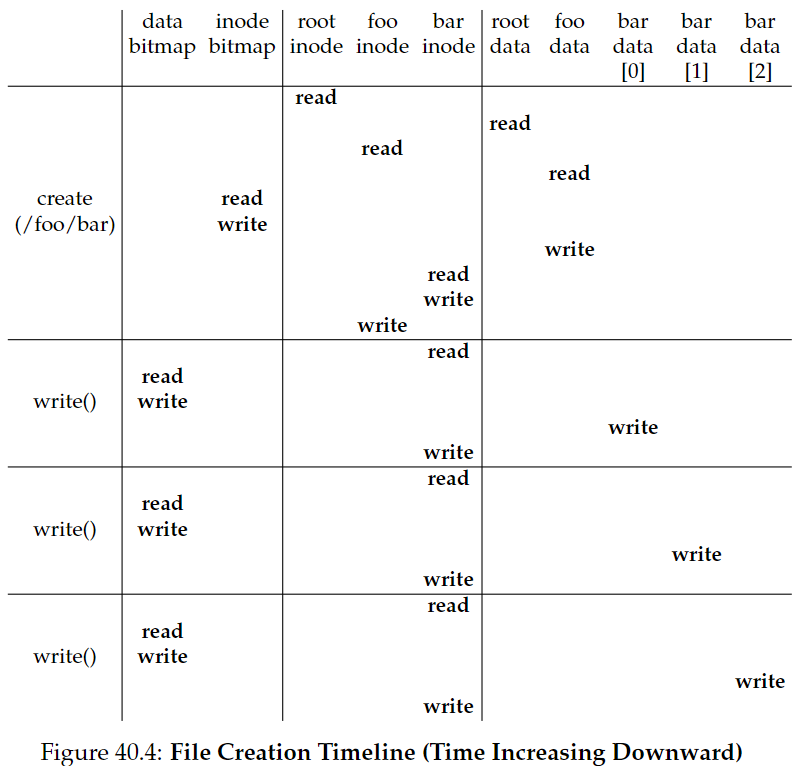 data inode root foo bar root foo bar bar bar
bitmap bitmap inode inode inode data data data data data
[0] [1] [2]
read
read
read
read
create read
(/foo/bar) write
write
read
write
write
read
read
write() write
write
write
read
read
write() write
write
write
read
read
write() write
write
write
Figure 40.4: File Creation Timeline (Time Increasing Downward)